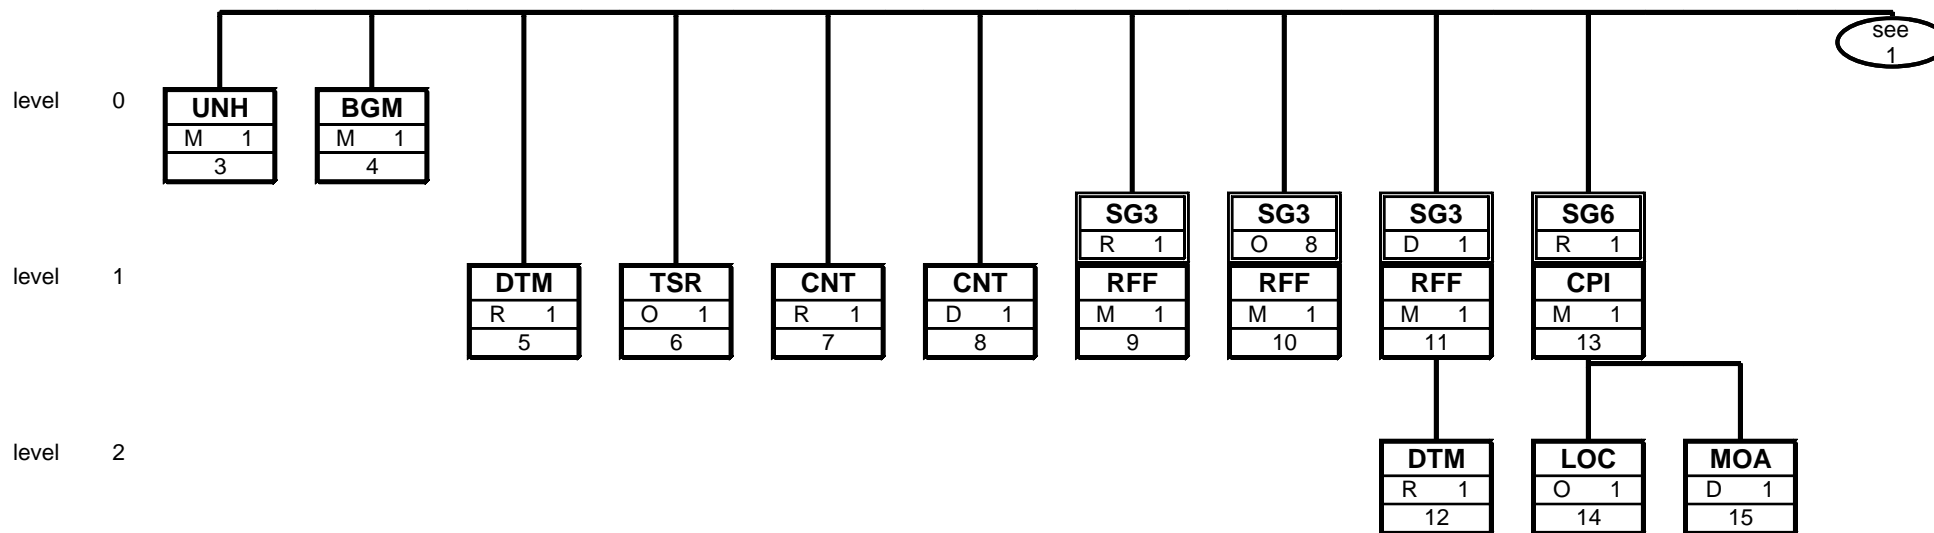 see
1
level 0
UNH BGM
M 1 M 1
3 4
SG3 SG3 SG3 SG6
R 1 O 8 D 1 R 1
level 1
DTM TSR CNT CNT RFF RFF RFF CPI
R 1 O 1 R 1 D 1 M 1 M 1 M 1 M 1
5 6 7 8 9 10 11 13
level 2
DTM LOC MOA
R 1 O 1 D 1
12 14 15